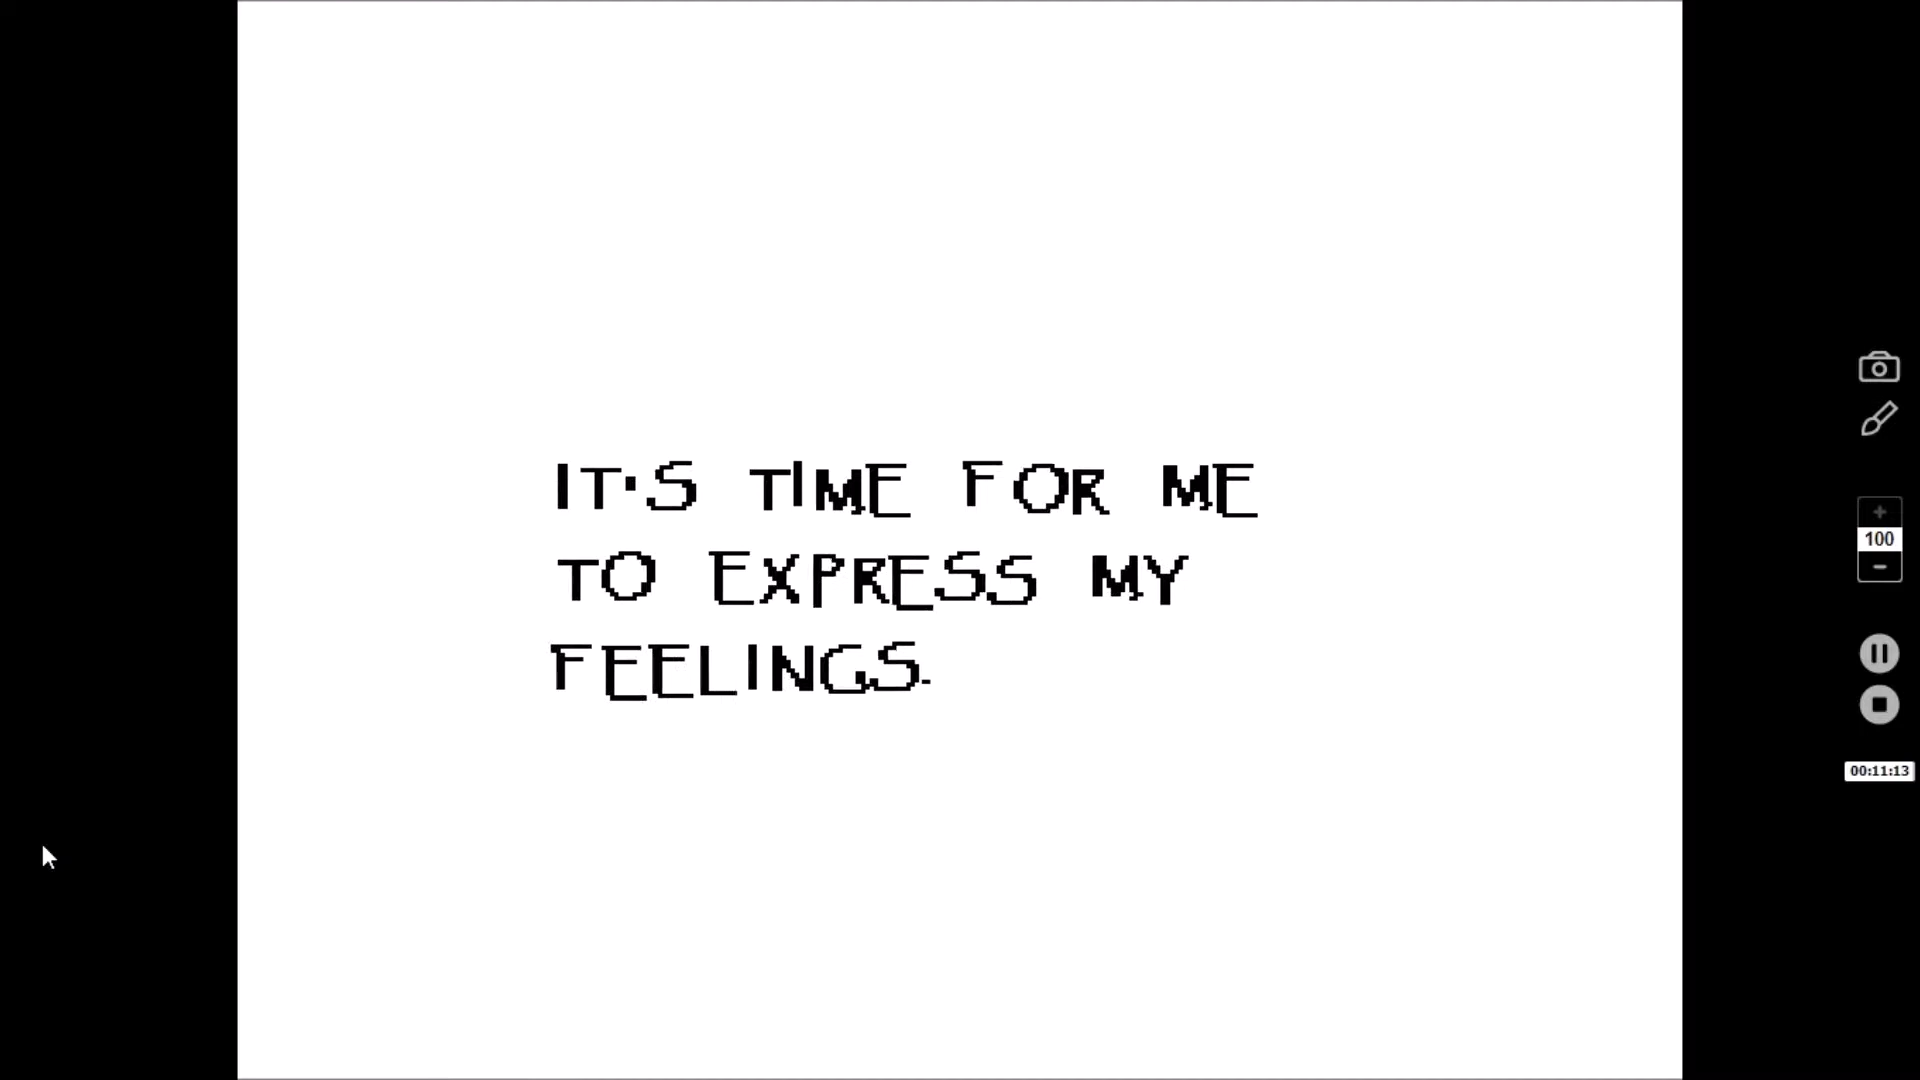 IT'S TIME FOR ME
TO EXPRESS MY
FEELINGS.
+
100
-
00:11:13